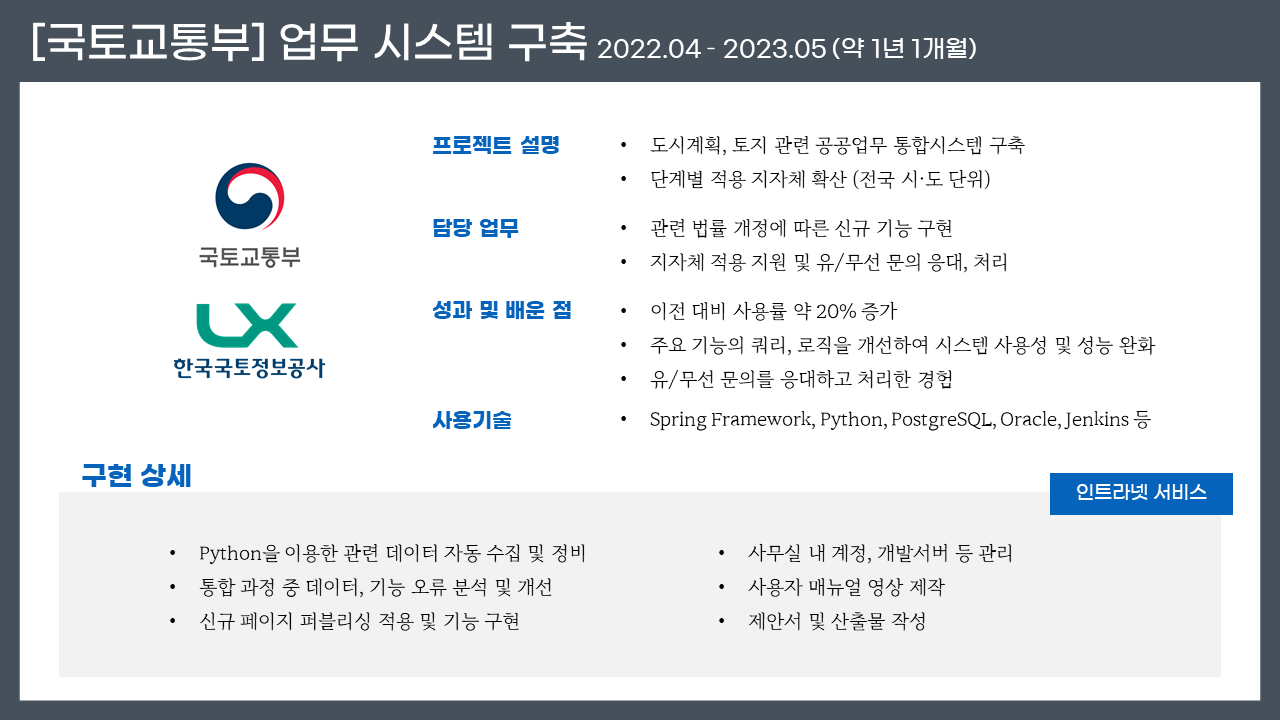 [국토교통부] 업무 시스템 구축 2022.04 - 2023.05 (약 1년 1개월)
국토교통부
LX
한국국토정보공사
프로젝트 설명
• 도시계획, 토지 관련 공공업무 통합시스템 구축
• 단계별 적용 지자체 확산 (전국 시·도 단위)
담당 업무
• 관련 법률 개정에 따른 신규 기능 구현
• 지자체 적용 지원 및 유/무선 문의 응대, 처리
성과 및 배운 점
• 이전 대비 사용률 약 20% 증가
• 주요 기능의 쿼리, 로직을 개선하여 시스템 사용성 및 성능 완화
• 유/무선 문의를 응대하고 처리한 경험
사용기술
• Spring Framework, Python, PostgreSQL, Oracle, Jenkins 등
구현 상세
인트라넷 서비스
• Python을 이용한 관련 데이터 자동 수집 및 정비
• 통합 과정 중 데이터, 기능 오류 분석 및 개선
• 신규 페이지 퍼블리싱 적용 및 기능 구현
• 사무실 내 계정, 개발서버 등 관리
• 사용자 매뉴얼 영상 제작
• 제안서 및 산출물 작성